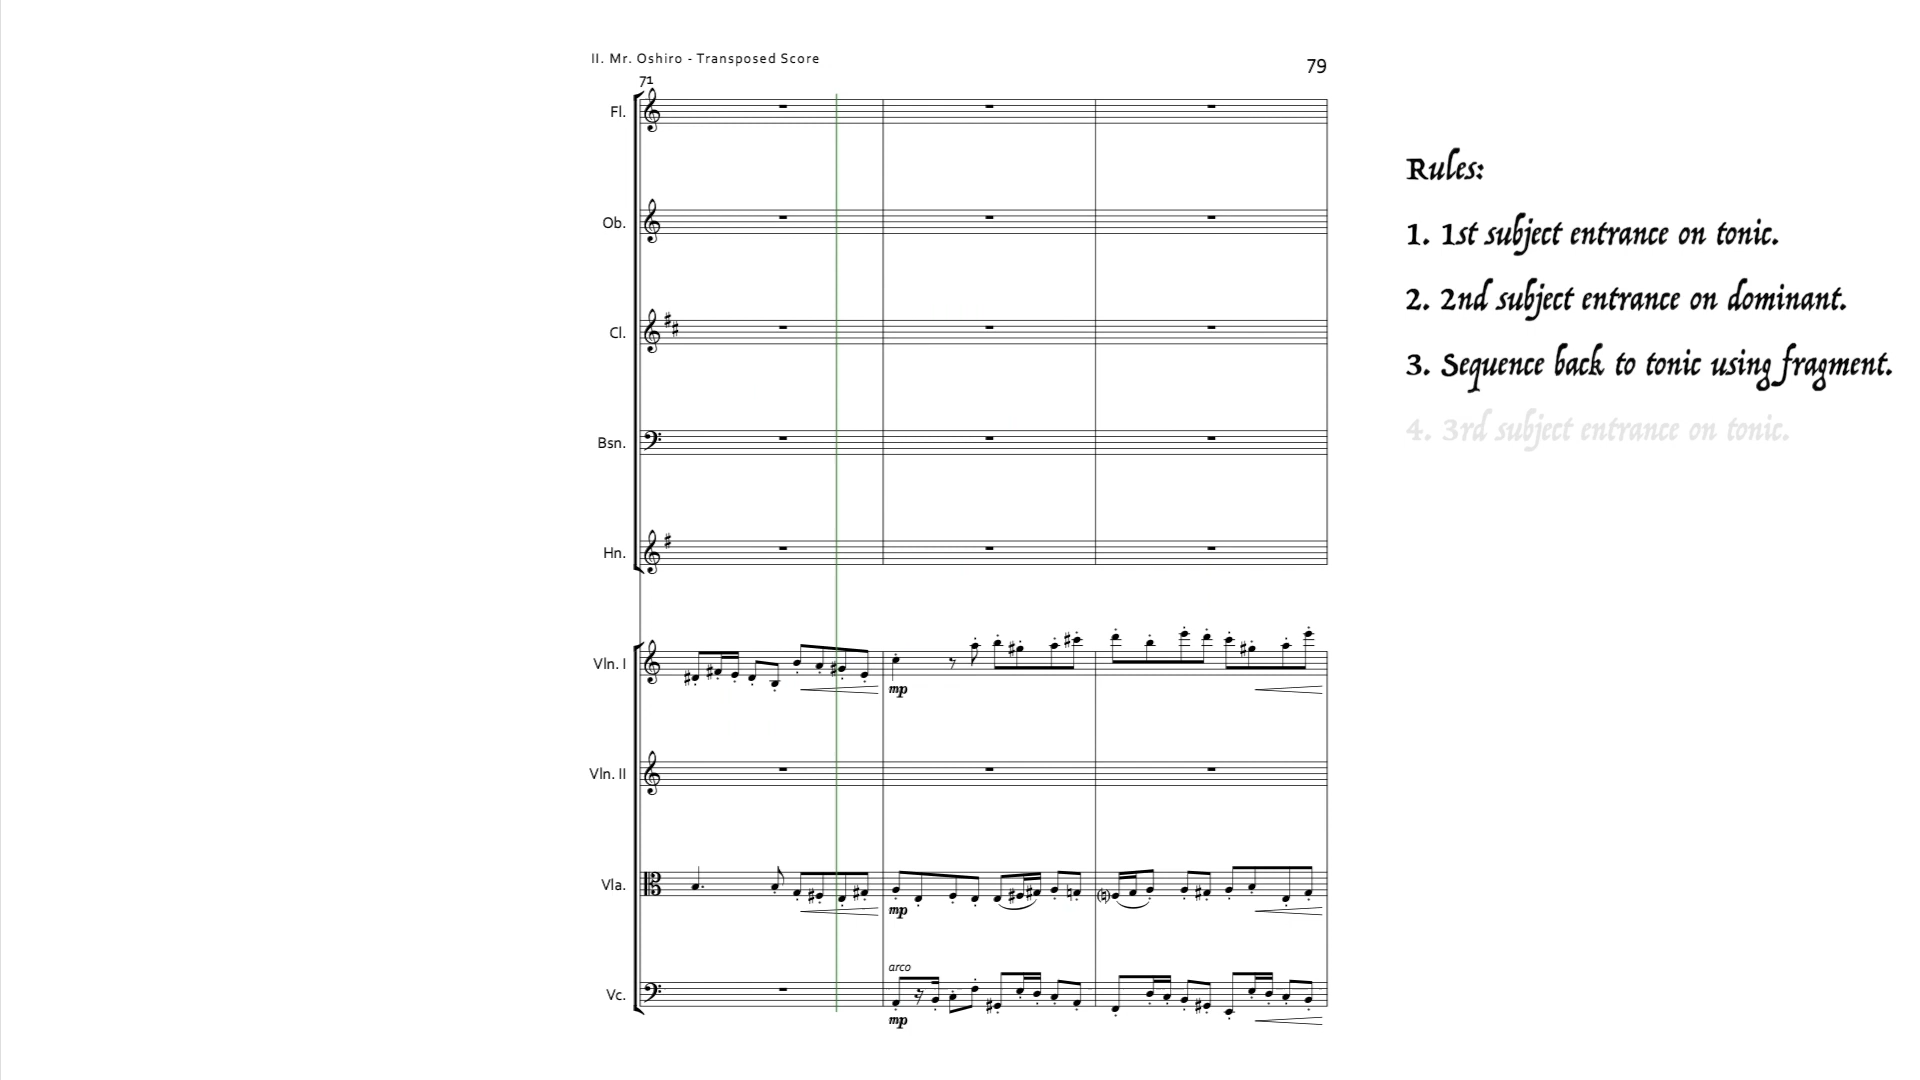 II. Mr. Oshiro - Transposed Score
79
71
Fl.
Ob.
Cl.
Bsn.
Hn.
Vln. I
mp
Vln. II
Vla.
mp
arco
Vc.
mp
Rules:
1. 1st subject entrance on tonic.
2. 2nd subject entrance on dominant.
3. Sequence back to tonic using fragment.
4. 3rd subject entrance on tonic.